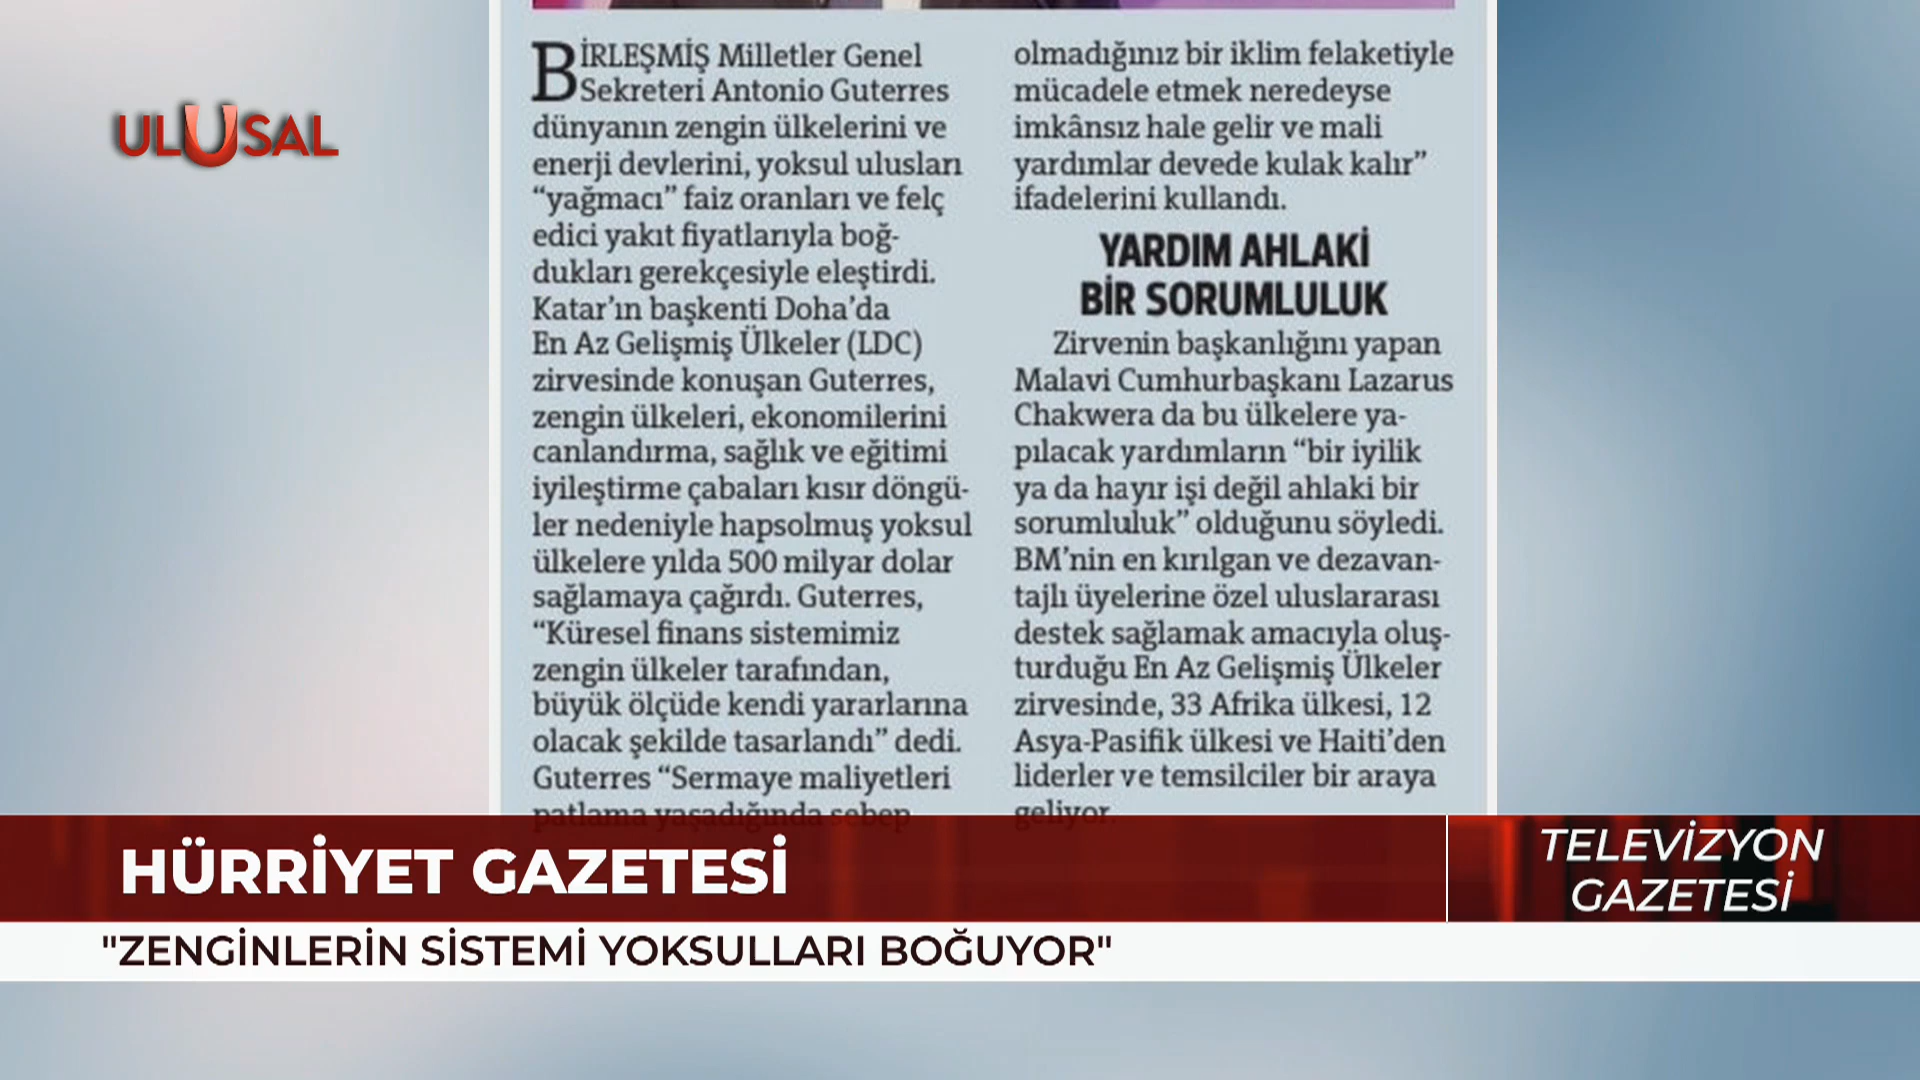 ULUSAL
BİRLEŞMİŞ Milletler Genel
Sekreteri Antonio Guterres
dünyanın zengin ülkelerini ve
enerji devlerini, yoksul ulusları
“yağmacı” faiz oranları ve felç
edici yakıt fiyatlarıyla boğ-
dukları gerekçesiyle eleştirdi.
Katar’ın başkenti Doha’da
En Az Gelişmiş Ülkeler (LDC)
zirvesinde konuşan Guterres,
zengin ülkeleri, ekonomilerini
canlandırma, sağlık ve eğitimi
iyileştirme çabaları kısır döngü-
ler nedeniyle hapsolmuş yoksul
ülkelere yılda 500 milyar dolar
sağlamaya çağırdı. Guterres,
“Küresel finans sistemimiz
zengin ülkeler tarafından,
büyük ölçüde kendi yararlarına
olacak şekilde tasarlandı” dedi.
Guterres “Sermaye maliyetleri
patlama yaşadığında sebep
olmadığınız bir iklim felaketiyle
mücadele etmek neredeyse
imkânsız hale gelir ve mali
yardımlar devede kulak kalır”
ifadelerini kullandı.
YARDIM AHLAKİ
BİR SORUMLULUK
Zirvenin başkanlığını yapan
Malavi Cumhurbaşkanı Lazarus
Chakwera da bu ülkelere ya-
pılacak yardımların “bir iyilik
ya da hayır işi değil ahlaki bir
sorumluluk” olduğunu söyledi.
BM’nin en kırılgan ve dezavan-
tajlı üyelerine özel uluslararası
destek sağlamak amacıyla oluş-
turduğu En Az Gelişmiş Ülkeler
zirvesinde, 33 Afrika ülkesi, 12
Asya-Pasifik ülkesi ve Haiti’den
liderler ve temsilciler bir araya
geliyor.
HÜRRİYET GAZETESİ
TELEVİZYON
GAZETESİ
"ZENGİNLERİN SİSTEMİ YOKSULLARI BOĞUYOR"